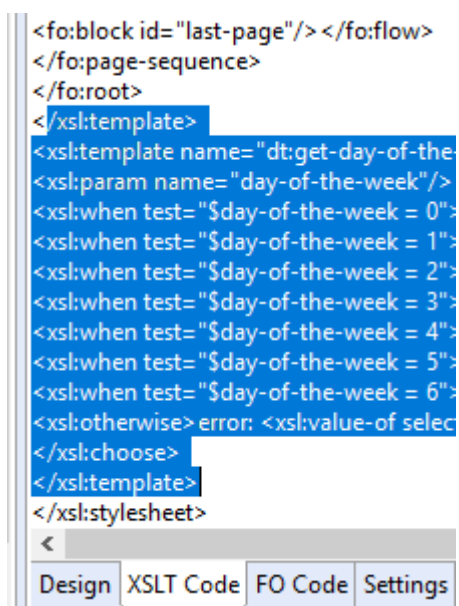 <fo:block id="last-page"/></fo:flow>
</fo:page-sequence>
</fo:root>
</xsl:template>
<xsl:template name="dt:get-day-of-the-
<xsl:param name="day-of-the-week"/>
<xsl:when test="$day-of-the-week = 0">
<xsl:when test="$day-of-the-week = 1">
<xsl:when test="$day-of-the-week = 2">
<xsl:when test="$day-of-the-week = 3">
<xsl:when test="$day-of-the-week = 4">
<xsl:when test="$day-of-the-week = 5">
<xsl:when test="$day-of-the-week = 6">
<xsl:otherwise>error: <xsl:value-of selec
</xsl:choose>
</xsl:template>
</xsl:stylesheet>
Design XSLT Code FO Code Settings